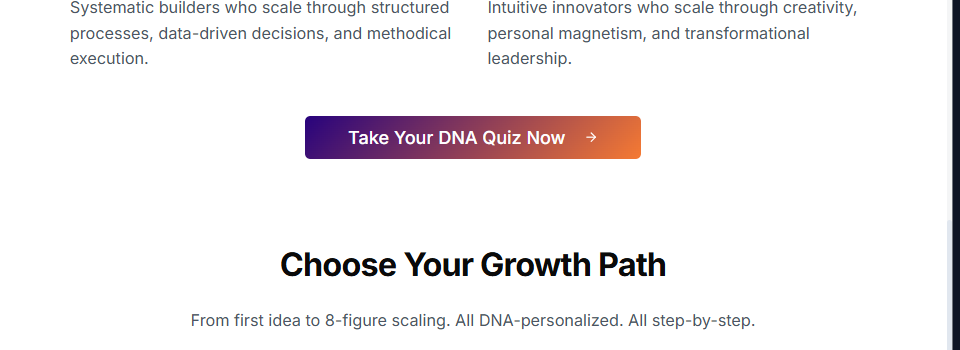 Systematic builders who scale through structured
processes, data-driven decisions, and methodical
execution.
Intuitive innovators who scale through creativity,
personal magnetism, and transformational
leadership.
Take Your DNA Quiz Now →
Choose Your Growth Path
From first idea to 8-figure scaling. All DNA-personalized. All step-by-step.